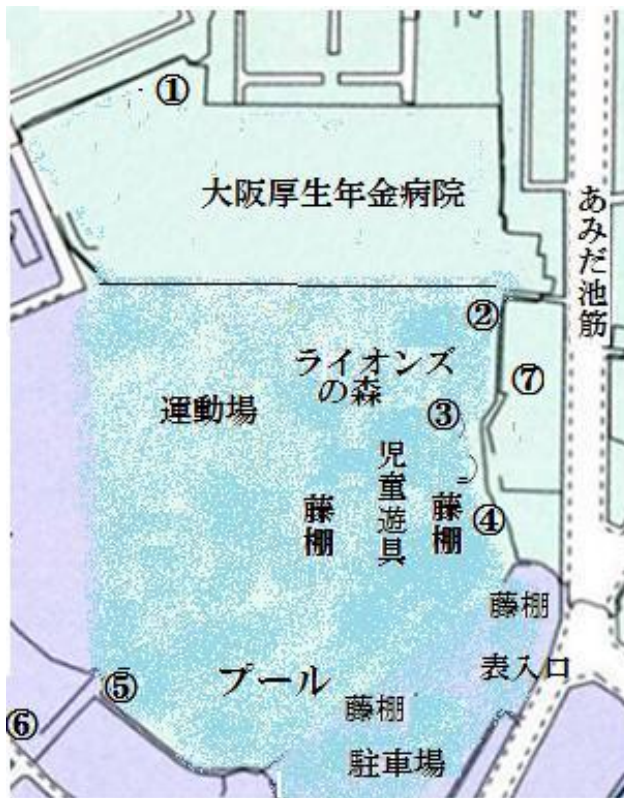 ①
大阪厚生年金病院
あみだ池筋
②
ライオンズ
の森
⑦
運動場
③
児童遊具
藤棚
藤棚
④
藤棚
プール
表入口
⑤
藤棚
⑥
駐車場